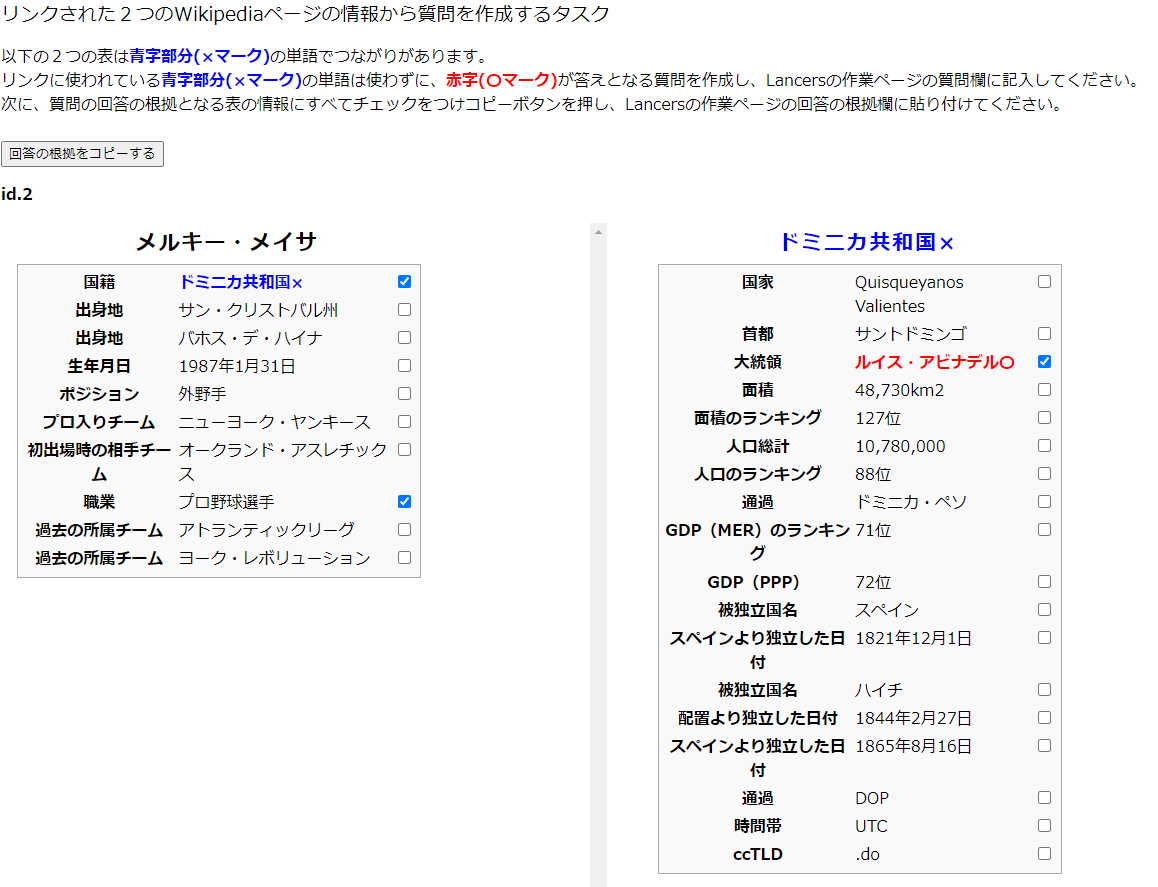 リンクされた２つのWikipediaページの情報から質問を作成するタスク
以下の２つの表は青字部分(×マーク)の単語でつながりがあります。
リンクに使われている青字部分(×マーク)の単語は使わずに、赤字(〇マーク)が答えとなる質問を作成し、Lancersの作業ページの質問欄に記入してください。
次に、質問の回答の根拠となる表の情報にすべてチェックをつけコピーボタンを押し、Lancersの作業ページの回答の根拠欄に貼り付けてください。
回答の根拠をコピーする
id.2
メルキー・メイサ
国籍 ドミニカ共和国×
出身地 サン・クリストバル州
出身地 バホス・デ・ハイナ
生年月日 1987年1月31日
ポジション 外野手
プロ入りチーム ニューヨーク・ヤンキース
初出場時の相手チー オークランド・アスレチック
ム ス
職業 プロ野球選手
過去の所属チーム アトランティックリーグ
過去の所属チーム ヨーク・レボリューション
ドミニカ共和国×
国家 Quisqueyanos
Valientes
首都 サントドミンゴ
大統領 ルイス・アビナデル〇
面積 48,730km2
面積のランキング 127位
人口総計 10,780,000
人口のランキング 88位
通過 ドミニカ・ペソ
GDP（MER）のランキン 71位
グ
GDP（PPP） 72位
被独立国名 スペイン
スペインより独立した日 1821年12月1日
付
被独立国名 ハイチ
配置より独立した日付 1844年2月27日
スペインより独立した日 1865年8月16日
付
通過 DOP
時間帯 UTC
ccTLD .do